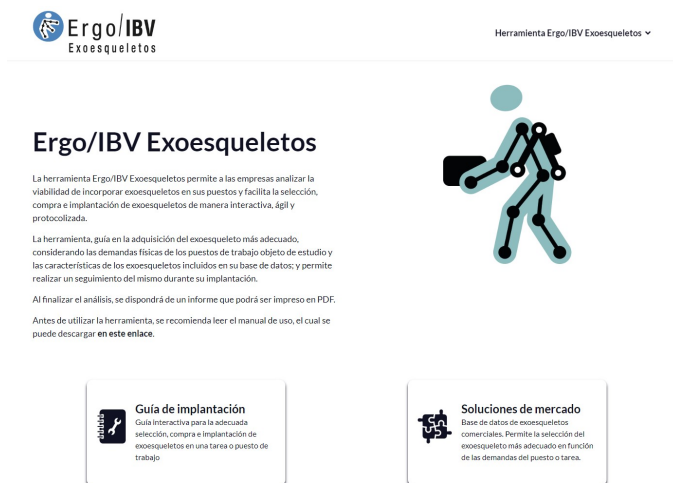 Ergo/IBV
Exoesqueletos
Herramienta Ergo/IBV Exoesqueletos
Ergo/IBV Exoesqueletos
La herramienta Ergo/IBV Exoesqueletos permite a las empresas analizar la
viabilidad de incorporar exoesqueletos en sus puestos y facilita la selección,
compra e implantación de exoesqueletos de manera interactiva, ágil y
protocolizada.
La herramienta, guía en la adquisición del exoesqueleto más adecuado,
considerando las demandas físicas de los puestos de trabajo objeto de estudio y
las características de los exoesqueletos incluidos en su base de datos; y permite
realizar un seguimiento del mismo durante su implantación.
Al finalizar el análisis, se dispondrá de un informe que podrá ser impreso en PDF.
Antes de utilizar la herramienta, se recomienda leer el manual de uso, el cual se
puede descargar en este enlace.
Guía de implantación
Guía interactiva para la adecuada
selección, compra e implantación de
exoesqueletos en una tarea o puesto de
trabajo
Soluciones de mercado
Base de datos de exoesqueletos
comerciales. Permite la selección del
exoesqueleto más adecuado en función
de las demandas del puesto o tarea.